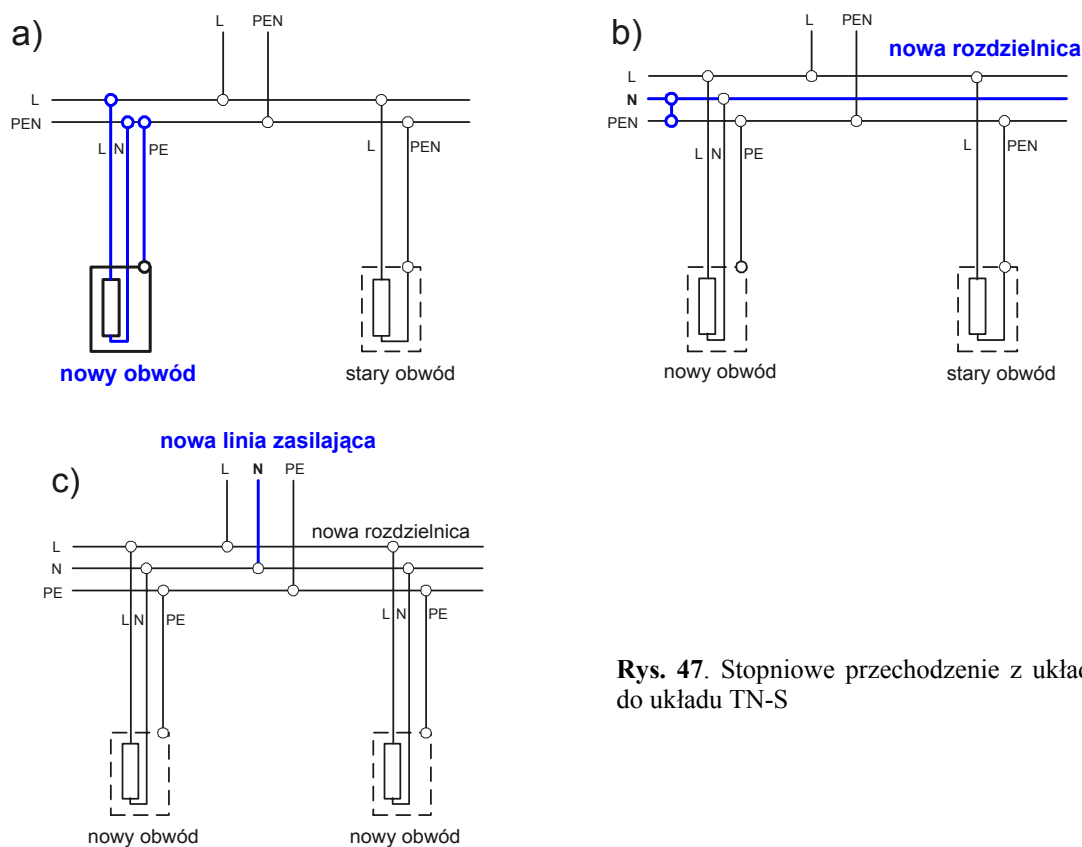 a)
L PEN
L
PEN
L N PE
L PEN
nowy obwód
stary obwód
b)
L PEN
nowa rozdzielnica
L
N
PEN
L N PE
L PEN
nowy obwód
stary obwód
nowa linia zasilająca
c)
L N PE
nowa rozdzielnica
L
N
PE
L N PE
L N PE
nowy obwód
nowy obwód
Rys. 47. Stopniowe przechodzenie z ukła
do układu TN-S